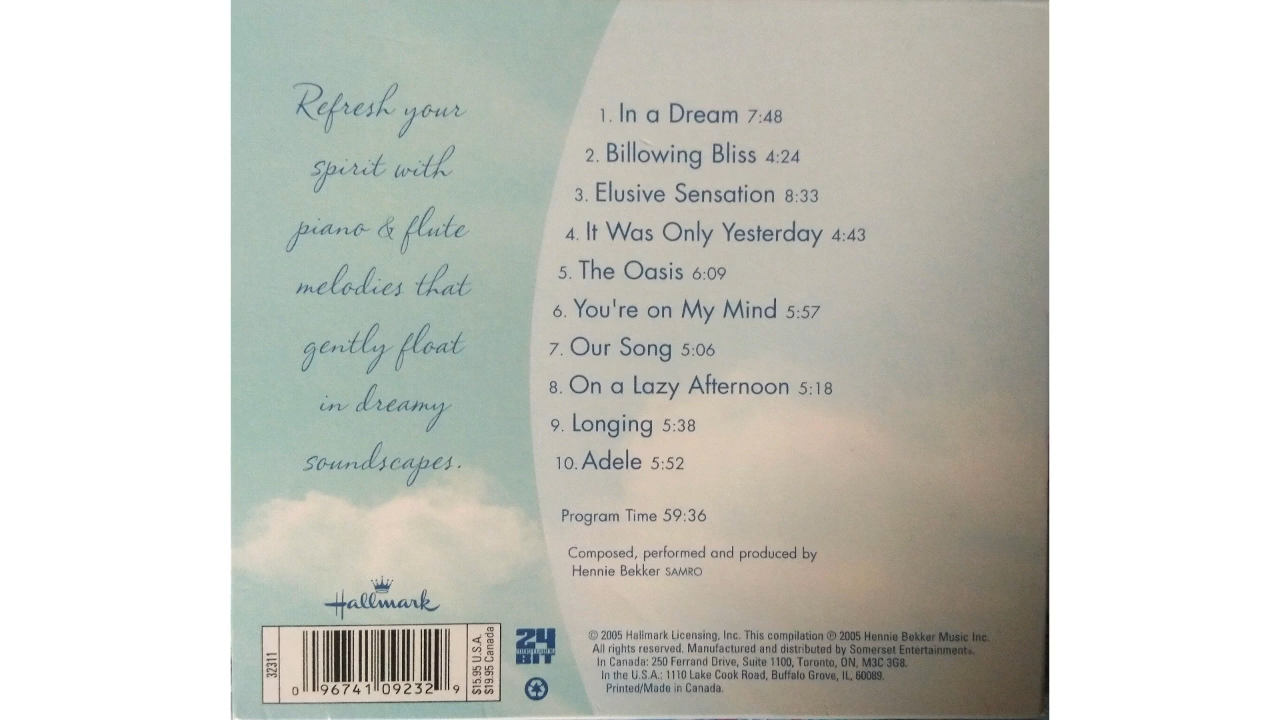 Refresh your
spirit with
piano & flute
melodies that
gently float
in dreamy
soundscapes.
1. In a Dream 7:48
2. Billowing Bliss 4:24
3. Elusive Sensation 8:33
4. It Was Only Yesterday 4:43
5. The Oasis 6:09
6. You're on My Mind 5:57
7. Our Song 5:06
8. On a Lazy Afternoon 5:18
9. Longing 5:38
10. Adele 5:52
Program Time 59:36
Composed, performed and produced by
Hennie Bekker SAMRO
Hallmark
32311
0 96741 09232 9
$15.95 U.S.A.
$19.95 Canada
24
BIT
© 2005 Hallmark Licensing, Inc. This compilation ℗ 2005 Hennie Bekker Music Inc.
All rights reserved. Manufactured and distributed by Somerset Entertainment
In Canada: 250 Ferrand Drive, Suite 1100, Toronto, ON, M3C 3G8.
In the U.S.A.: 1110 Lake Cook Road, Buffalo Grove, IL, 60089.
Printed/Made in Canada.